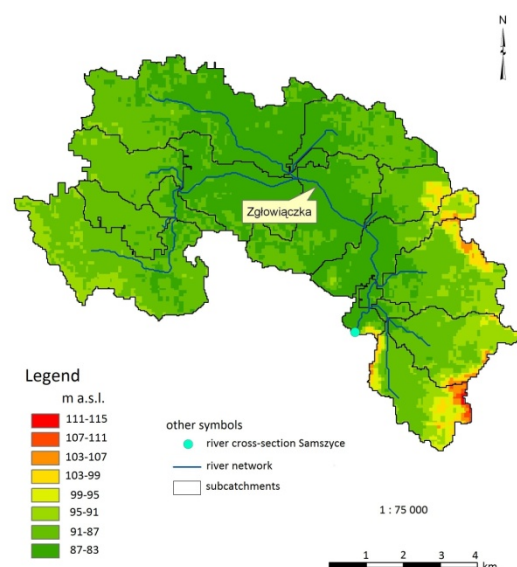 N
Zgłowiączka
Legend
m a.s.l.
111-115
107-111
103-107
103-99
99-95
95-91
91-87
87-83
other symbols
river cross-section Samszyce
river network
subcatchments
1 : 75 000
1 2 3 4
km